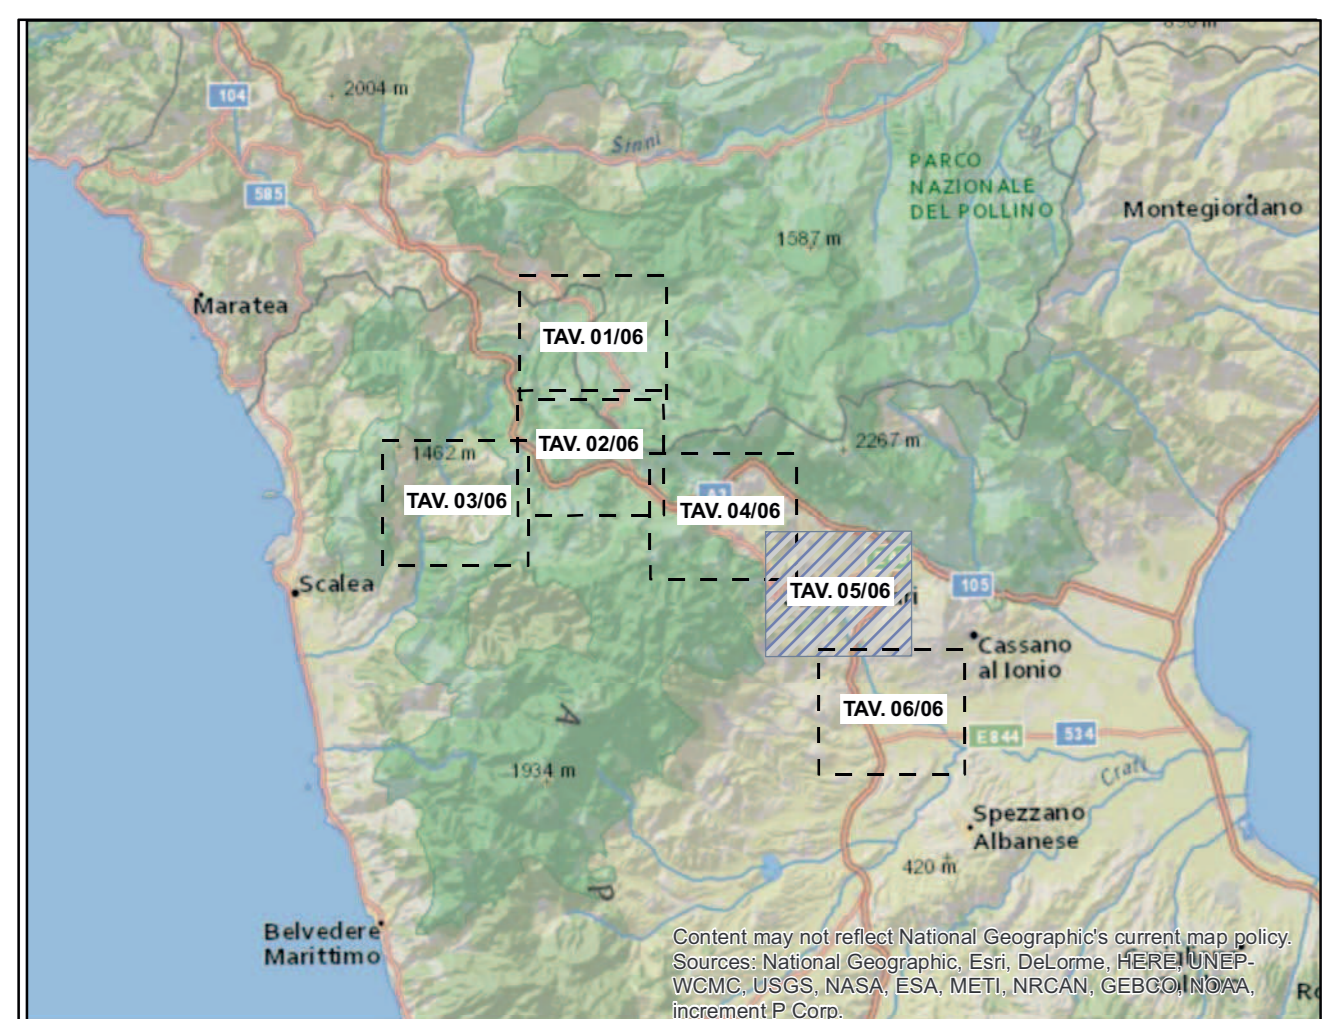 2004 m
104
Sinni
585
PARCO
NAZIONALE
DEL POLLINO
Montegiordano
1587 m
Maratea
TAV. 01/06
TAV. 02/06
2267 m
1462 m
TAV. 03/06
TAV. 04/06
Scalea
TAV. 05/06
105
Cassano
al Ionio
TAV. 06/06
E844
534
A
1934 m
Crati
Spezzano
Albanese
420 m
P
Belvedere
Marittimo
Content may not reflect National Geographic's current map policy.
Sources: National Geographic, Esri, DeLorme, HERE, UNEP-
WCMC, USGS, NASA, ESA, METI, NRCAN, GEBCO, NOAA,
increment P Corp.